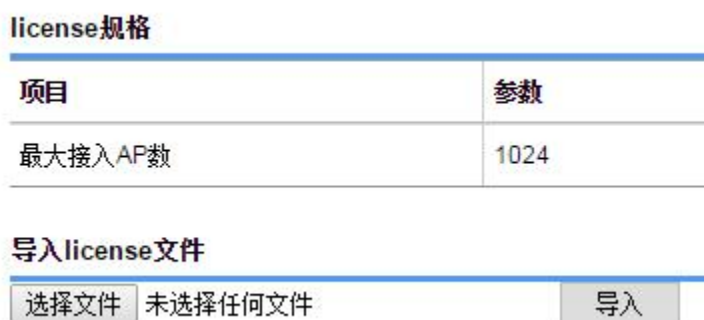 license规格
项目 参数
最大接入AP数 1024
导入license文件
选择文件 未选择任何文件 导入